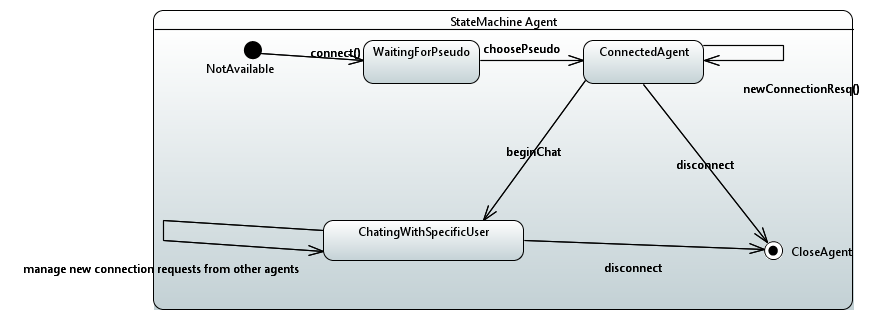 StateMachine Agent
NotAvailable
connect()
WaitingForPseudo
choosePseudo
ConnectedAgent
newConnectionResq()
beginChat
disconnect
ChatingWithSpecificUser
manage new connection requests from other agents
disconnect
CloseAgent